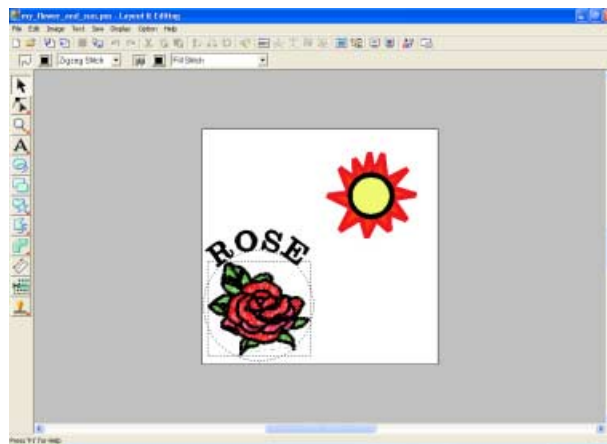 my_flower_and_sun.pes - Layout & Editing
File Edit Image Text Sew Display Option Help
Zigzag Stitch Fill Stitch
A
ROSE
Press 'F1' for Help.